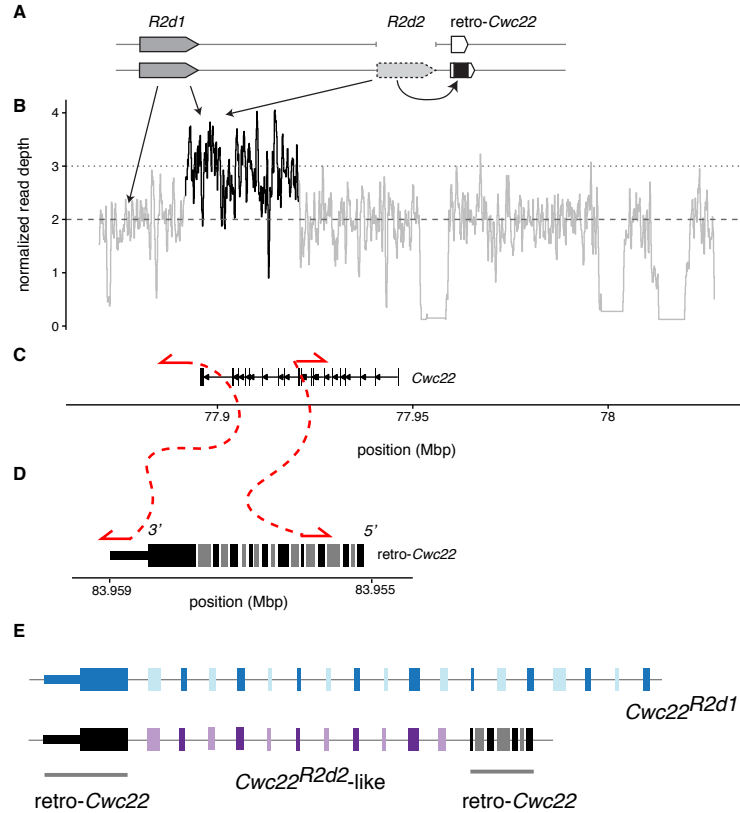 A
R2d1
R2d2
retro-Cwc22
B
normalized read depth
4
3
2
1
0
C
Cwc22
77.9
77.95
78
position (Mbp)
D
3’
5’
retro-Cwc22
83.959
83.955
position (Mbp)
E
Cwc22R2d1
Cwc22R2d2-like
retro-Cwc22
retro-Cwc22